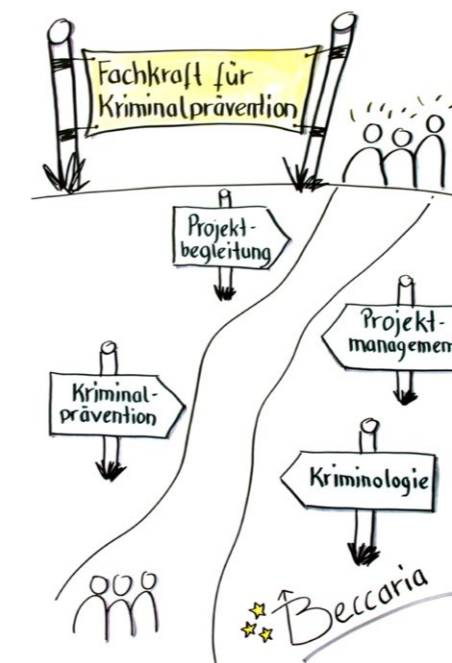 Fachkraft für
Kriminalprävention
Projekt-
begleitung
Projekt-
managemen
Kriminal-
prävention
Kriminologie
Beccaria